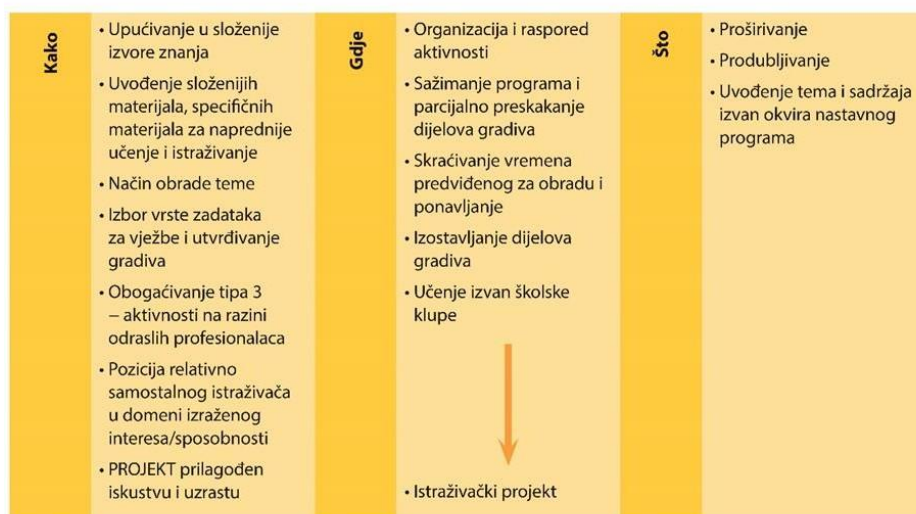 Kako
• Upućivanje u složenije
izvore znanja
• Uvođenje složenijih
materijala, specifičnih
materijala za naprednije
učenje i istraživanje
• Način obrade teme
• Izbor vrste zadataka
za vježbe i utvrđivanje
gradiva
• Obogaćivanje tipa 3
– aktivnosti na razini
odraslih profesionalaca
• Pozicija relativno
samostalnog istraživača
u domeni izraženog
interesa/sposobnosti
• PROJEKT prilagođen
iskustvu i uzrastu
Gdje
• Organizacija i raspored
aktivnosti
• Sažimanje programa i
parcijalno preskakanje
dijelova gradiva
• Skraćivanje vremena
predviđenog za obradu i
ponavljanje
• Izostavljanje dijelova
gradiva
• Učenje izvan školske
klupe
• Istraživački projekt
Što
• Proširivanje
• Produbljivanje
• Uvođenje tema i sadržaja
izvan okvira nastavnog
programa